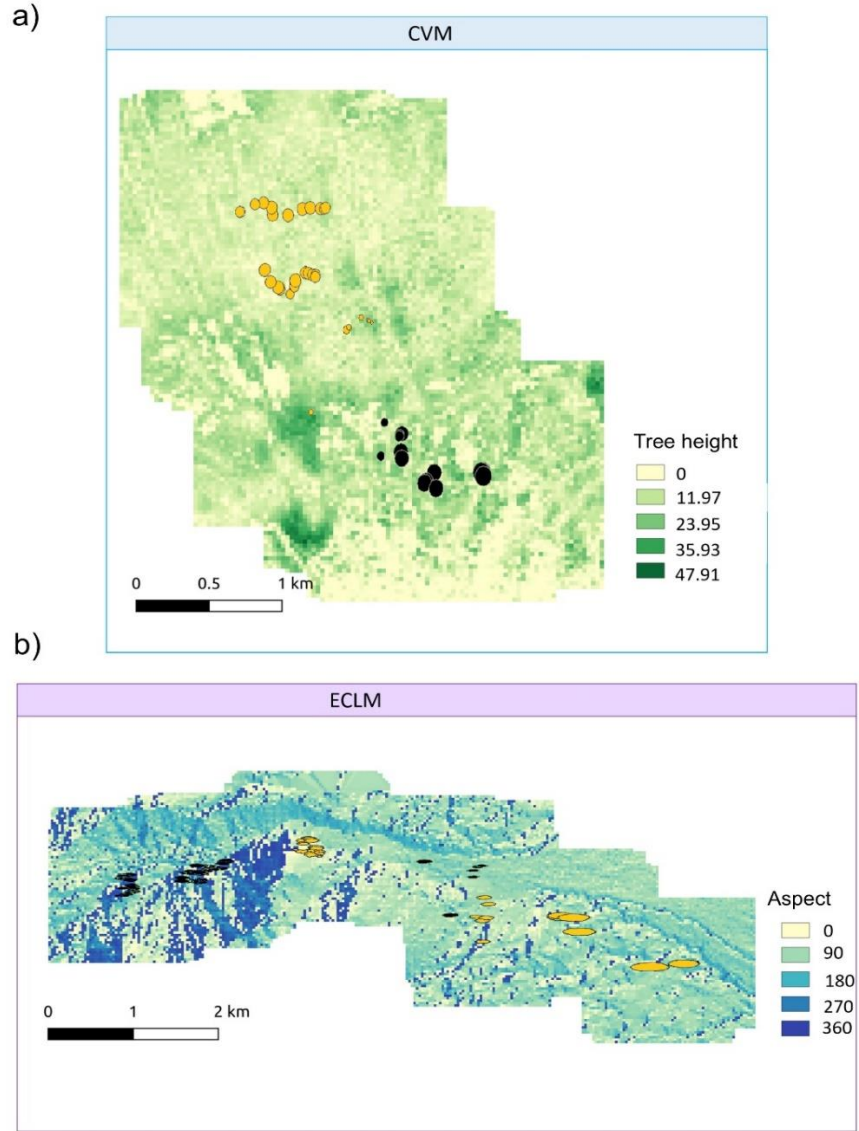 a)
CVM
Tree height
0
11.97
23.95
35.93
47.91
0 0.5 1 km
b)
ECLM
Aspect
0
90
180
270
360
0 1 2 km